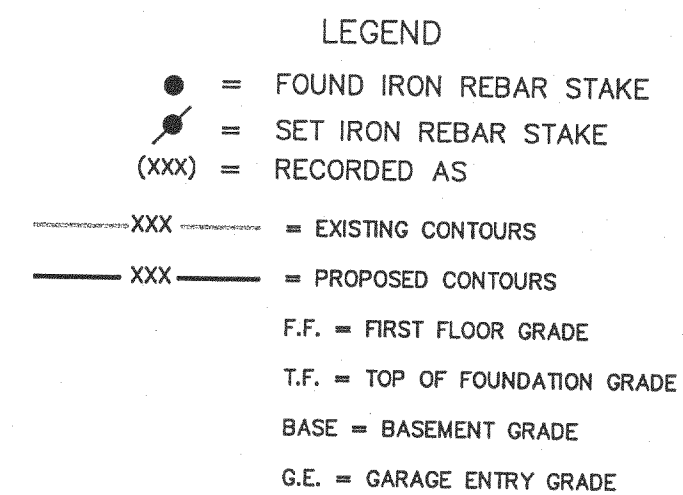 LEGEND
= FOUND IRON REBAR STAKE
= SET IRON REBAR STAKE
(XXX) = RECORDED AS
XXX = EXISTING CONTOURS
XXX = PROPOSED CONTOURS
F.F. = FIRST FLOOR GRADE
T.F. = TOP OF FOUNDATION GRADE
BASE = BASEMENT GRADE
G.E. = GARAGE ENTRY GRADE